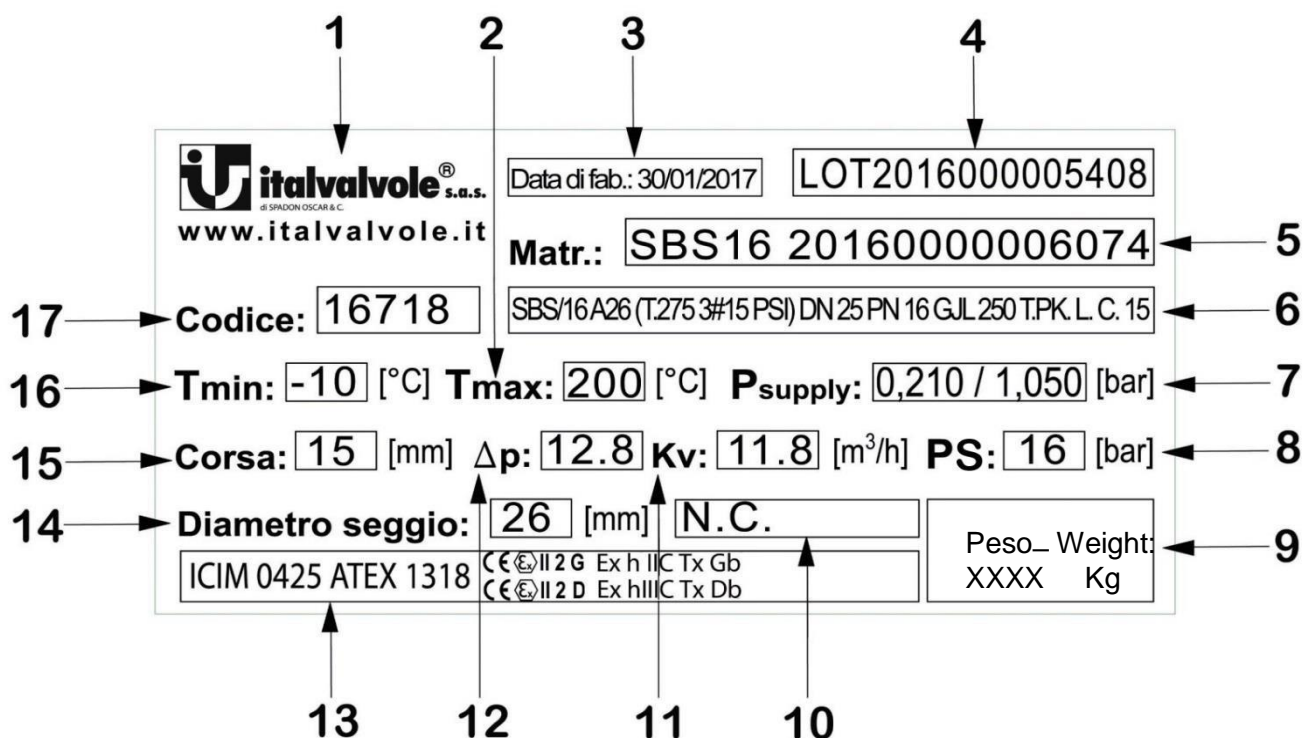 1 2 3 4
italvalvole® s.a.s.
di SPADON OSCAR & C.
www.italvalvole.it
Data di fab.: 30/01/2017
LOT2016000005408
Matr.: SBS16 20160000006074 5
17 Codice: 16718 SBS/16 A26 (T.275 3#15 PSI) DN 25 PN 16 GJL 250 T.PK. L. C. 15 6
16 Tmin: -10 [°C] Tmax: 200 [°C] Psupply: 0,210 / 1,050 [bar] 7
15 Corsa: 15 [mm] Δp: 12.8 Kv: 11.8 [m³/h] PS: 16 [bar] 8
14 Diametro seggio: 26 [mm] N.C.
Peso– Weight: 9
XXXX Kg
ICIM 0425 ATEX 1318
CE Ex II 2 G Ex h IIC Tx Gb
CE Ex II 2 D Ex hIIIC Tx Db
13 12 11 10